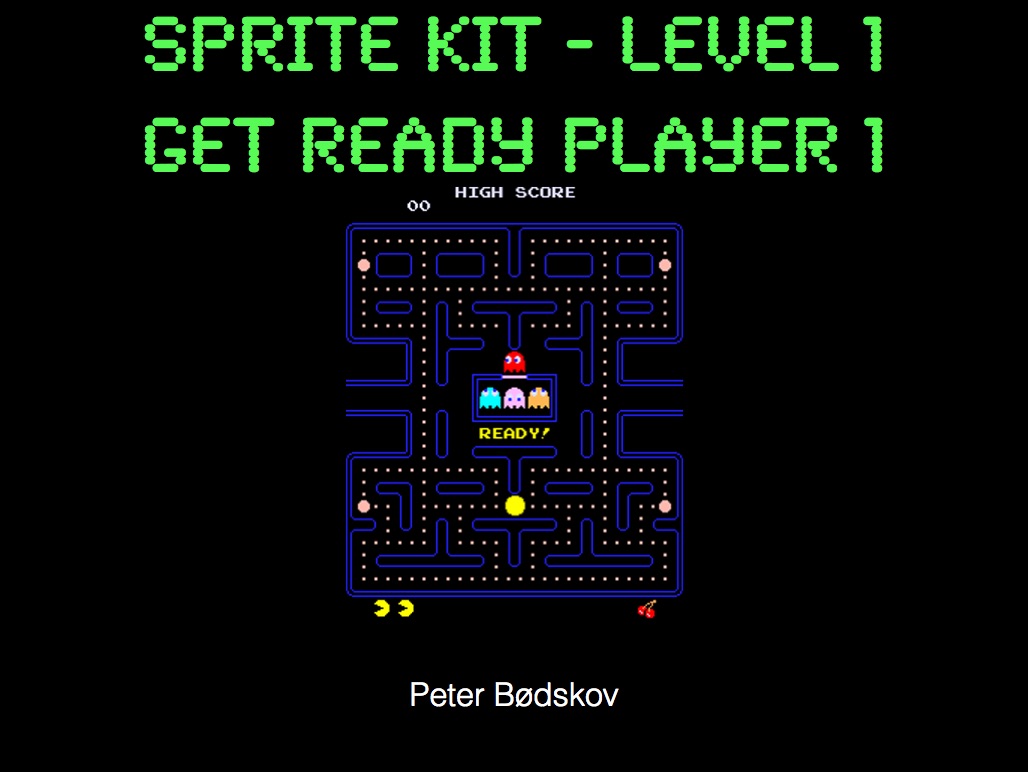 SPRITE KIT - LEVEL 1
GET READY PLAYER 1
HIGH SCORE
00
READY!
Peter Bødskov